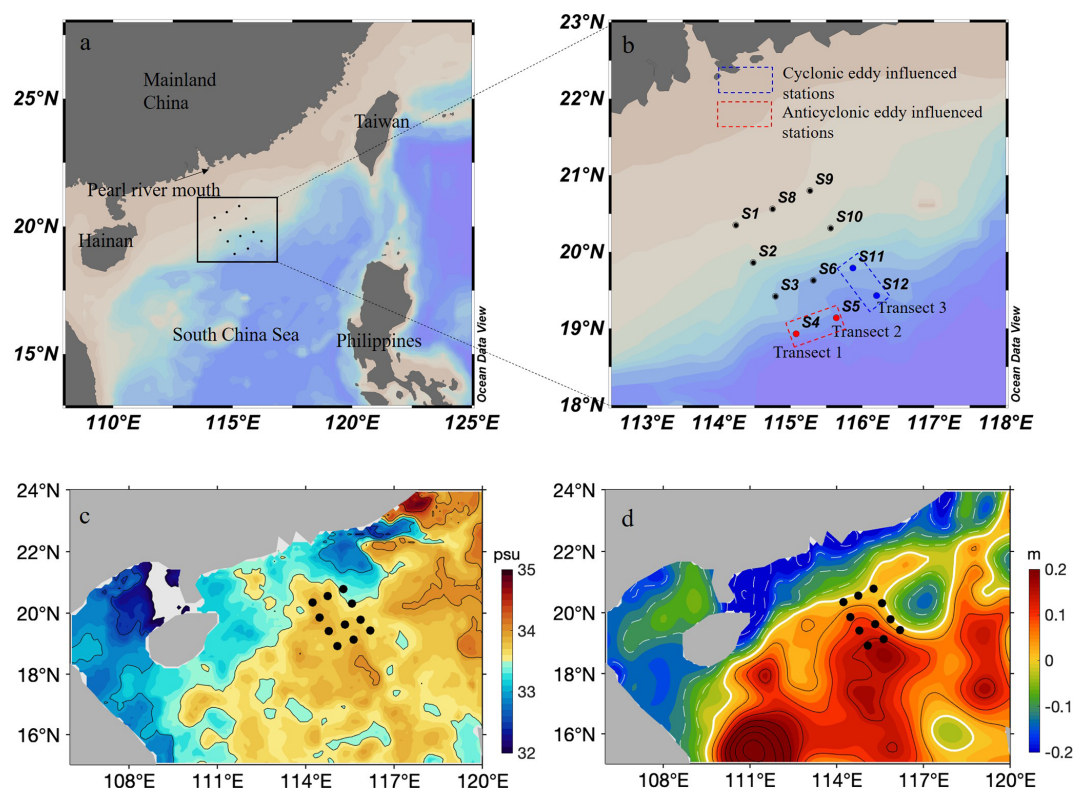 a
Mainland
China
Taiwan
Pearl river mouth
Hainan
South China Sea
Philippines
25°N
20°N
15°N
110°E
115°E
120°E
125°E
Ocean Data View
b
Cyclonic eddy influenced
stations
Anticyclonic eddy influenced
stations
S9
S8
S1
S10
S2
S11
S6
S3
S12
S5
S4
Transect 3
Transect 2
Transect 1
23°N
22°N
21°N
20°N
19°N
18°N
113°E
114°E
115°E
116°E
117°E
118°E
Ocean Data View
c
24°N
22°N
20°N
18°N
16°N
108°E
111°E
114°E
117°E
120°E
psu
35
34
33
32
d
24°N
22°N
20°N
18°N
16°N
108°E
111°E
114°E
117°E
120°E
m
0.2
0.1
0
-0.1
-0.2